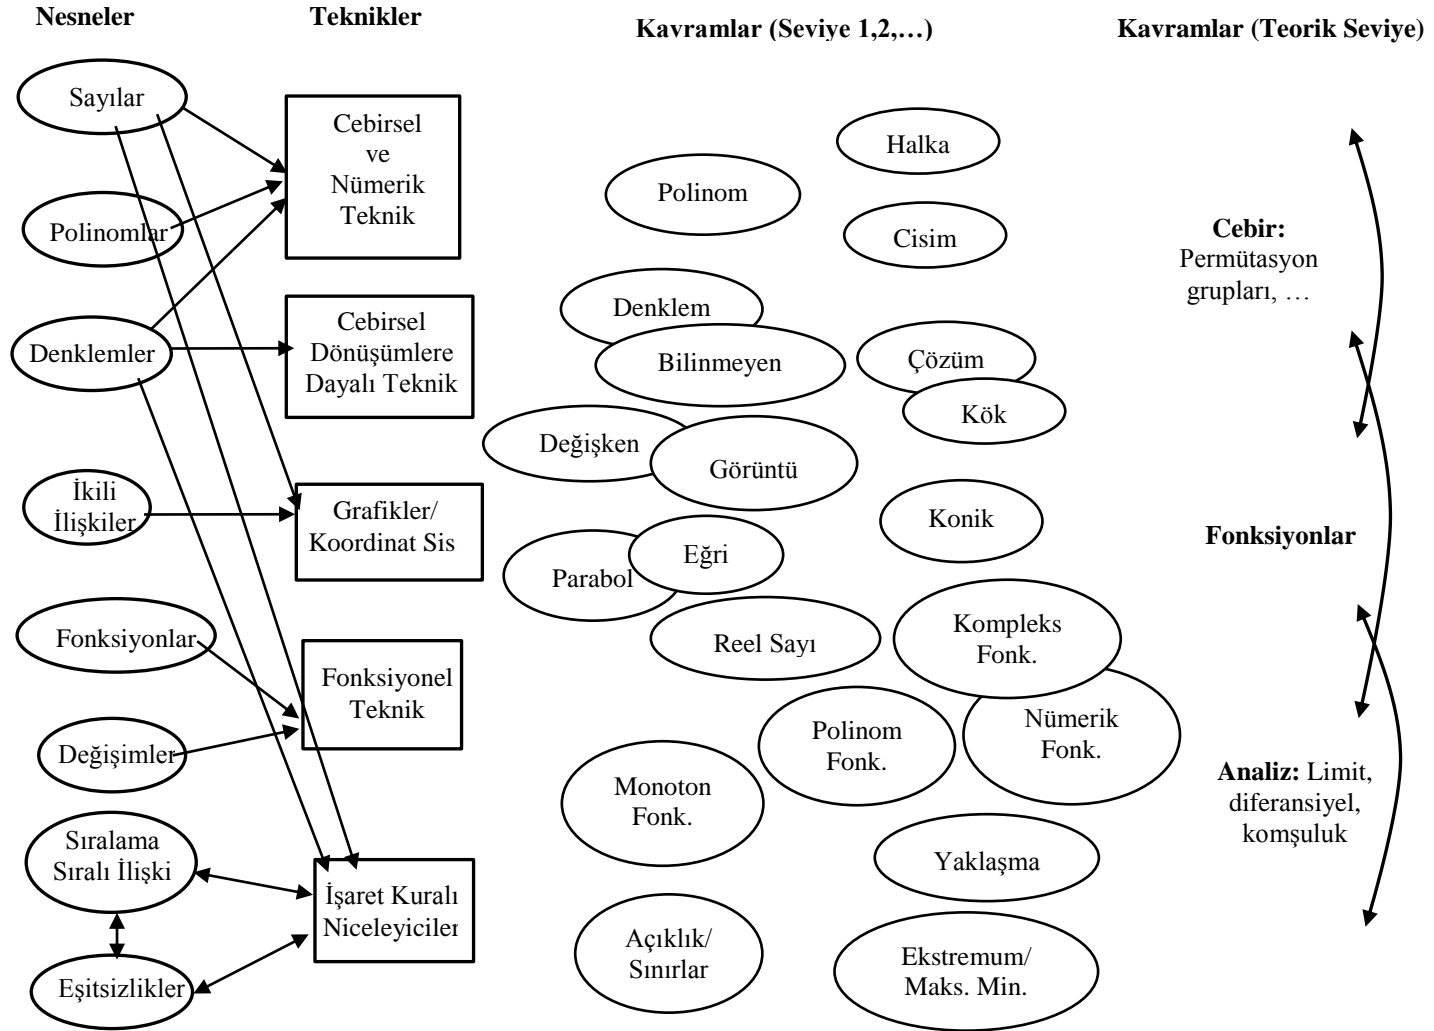 Nesneler
Teknikler
Kavramlar (Seviye 1,2,…)
Kavramlar (Teorik Seviye)
Sayılar
Polinomlar
Denklemler
İkili
İlişkiler
Fonksiyonlar
Değişimler
Sıralama
Sıralı İlişki
Eşitsizlikler
Cebirsel
ve
Nümerik
Teknik
Cebirsel
Dönüşümlere
Dayalı Teknik
Grafikler/
Koordinat Sis
Fonksiyonel
Teknik
İşaret Kuralı
Niceleyiciler
Halka
Polinom
Cisim
Denklem
Bilinmeyen
Çözüm
Kök
Değişken
Görüntü
Konik
Eğri
Parabol
Reel Sayı
Kompleks
Fonk.
Polinom
Fonk.
Nümerik
Fonk.
Monoton
Fonk.
Yaklaşma
Açıklık/
Sınırlar
Ekstremum/
Maks. Min.
Cebir:
Permütasyon
grupları, …
Fonksiyonlar
Analiz: Limit,
diferansiyel,
komşuluk